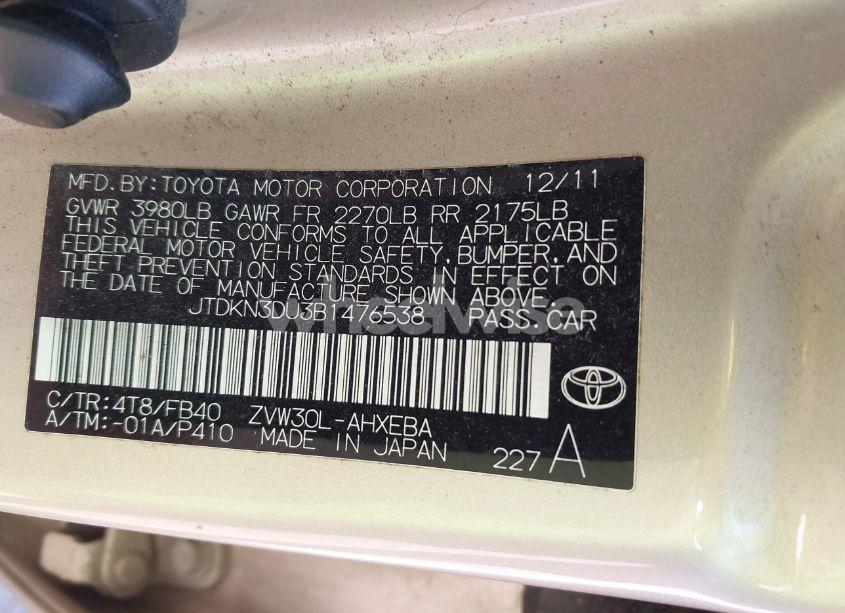 MFD. BY: TOYOTA MOTOR CORPORATION 12/11
GVWR 3980LB GAWR FR 2270LB RR 2175LB
THIS VEHICLE CONFORMS TO ALL APPLICABLE
FEDERAL MOTOR VEHICLE SAFETY, BUMPER, AND
THEFT PREVENTION STANDARDS IN EFFECT ON
THE DATE OF MANUFACTURE SHOWN ABOVE.
JTDKN3DU3B1476538 PASS.CAR
C/TR: 4T8/FB40 ZVW30L-AHXEBA
A/TM: -01A/P410 MADE IN JAPAN 227 A